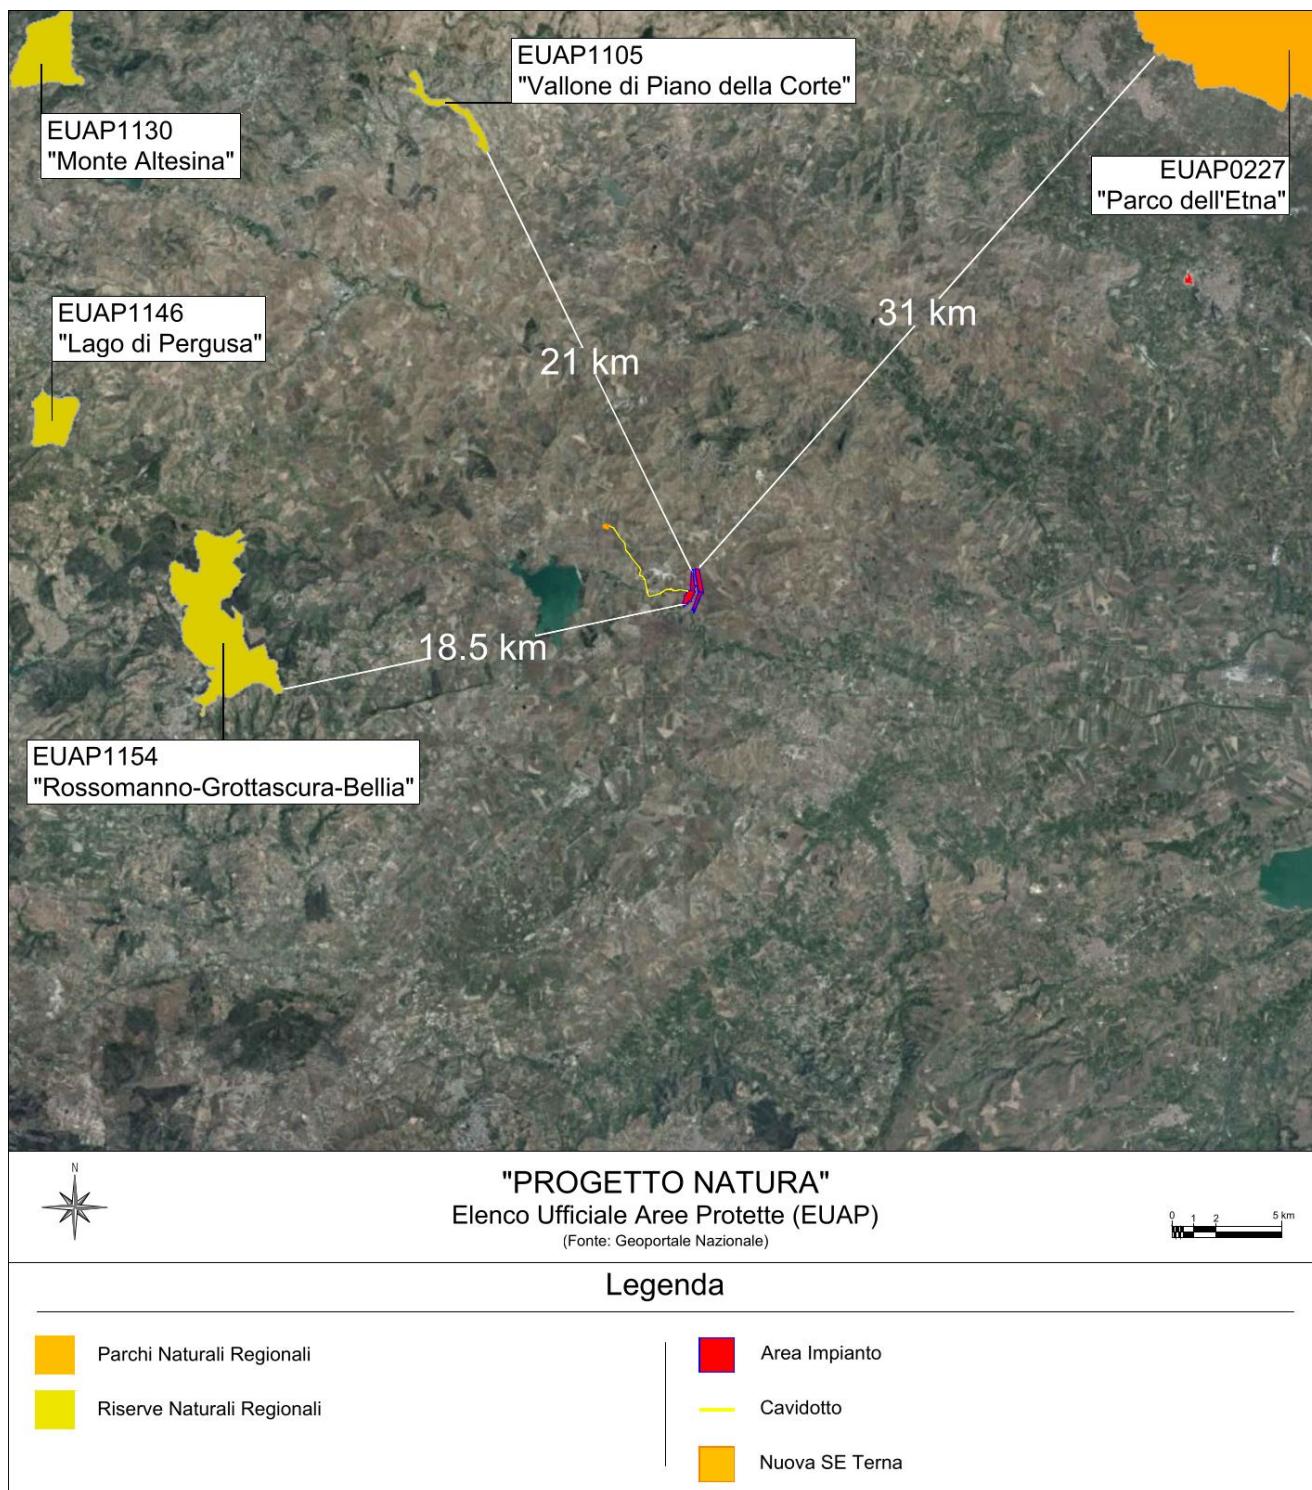 EUAP1105
"Vallone di Piano della Corte"
EUAP1130
"Monte Altesina"
EUAP0227
"Parco dell'Etna"
EUAP1146
"Lago di Pergusa"
31 km
21 km
18.5 km
EUAP1154
"Rossomanno-Grottascura-Bellia"
N
"PROGETTO NATURA"
Elenco Ufficiale Aree Protette (EUAP)
(Fonte: Geoportale Nazionale)
0 1 2 5 km
Legenda
Parchi Naturali Regionali
Riserve Naturali Regionali
Area Impianto
Cavidotto
Nuova SE Terna